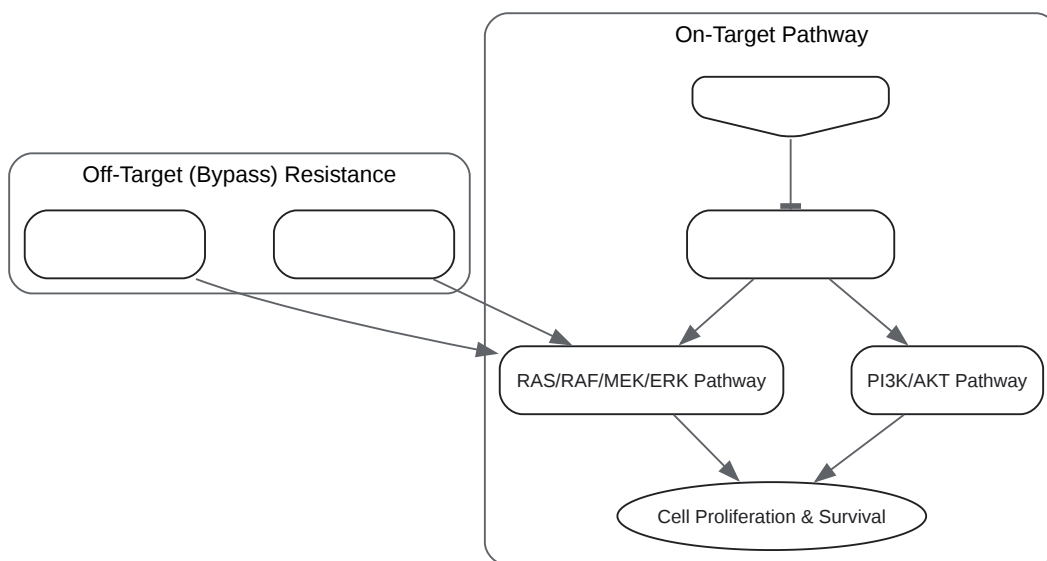 On-Target Pathway
Off-Target (Bypass) Resistance
RAS/RAF/MEK/ERK Pathway
PI3K/AKT Pathway
Cell Proliferation & Survival